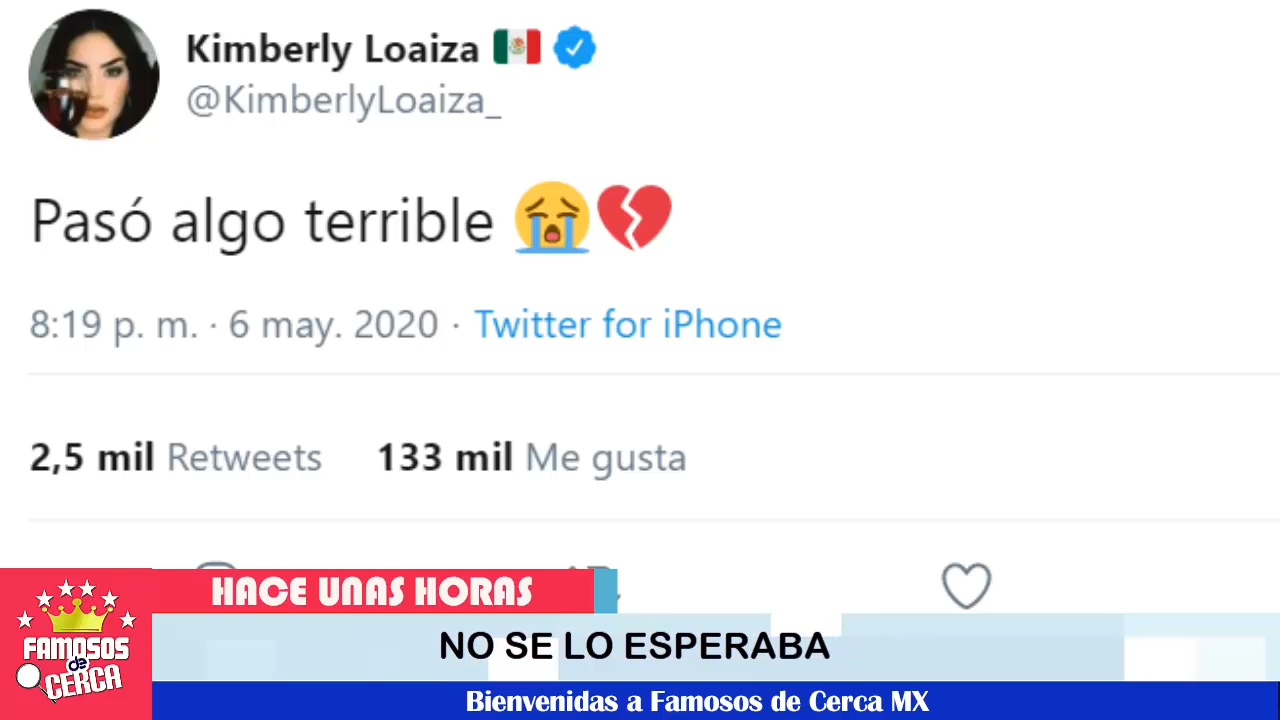 Kimberly Loaiza
@KimberlyLoaiza_
Pasó algo terrible
8:19 p. m. · 6 may. 2020 · Twitter for iPhone
2,5 mil Retweets 133 mil Me gusta
HACE UNAS HORAS
NO SE LO ESPERABA
FAMOSOS
de
CERCA
Bienvenidas a Famosos de Cerca MX